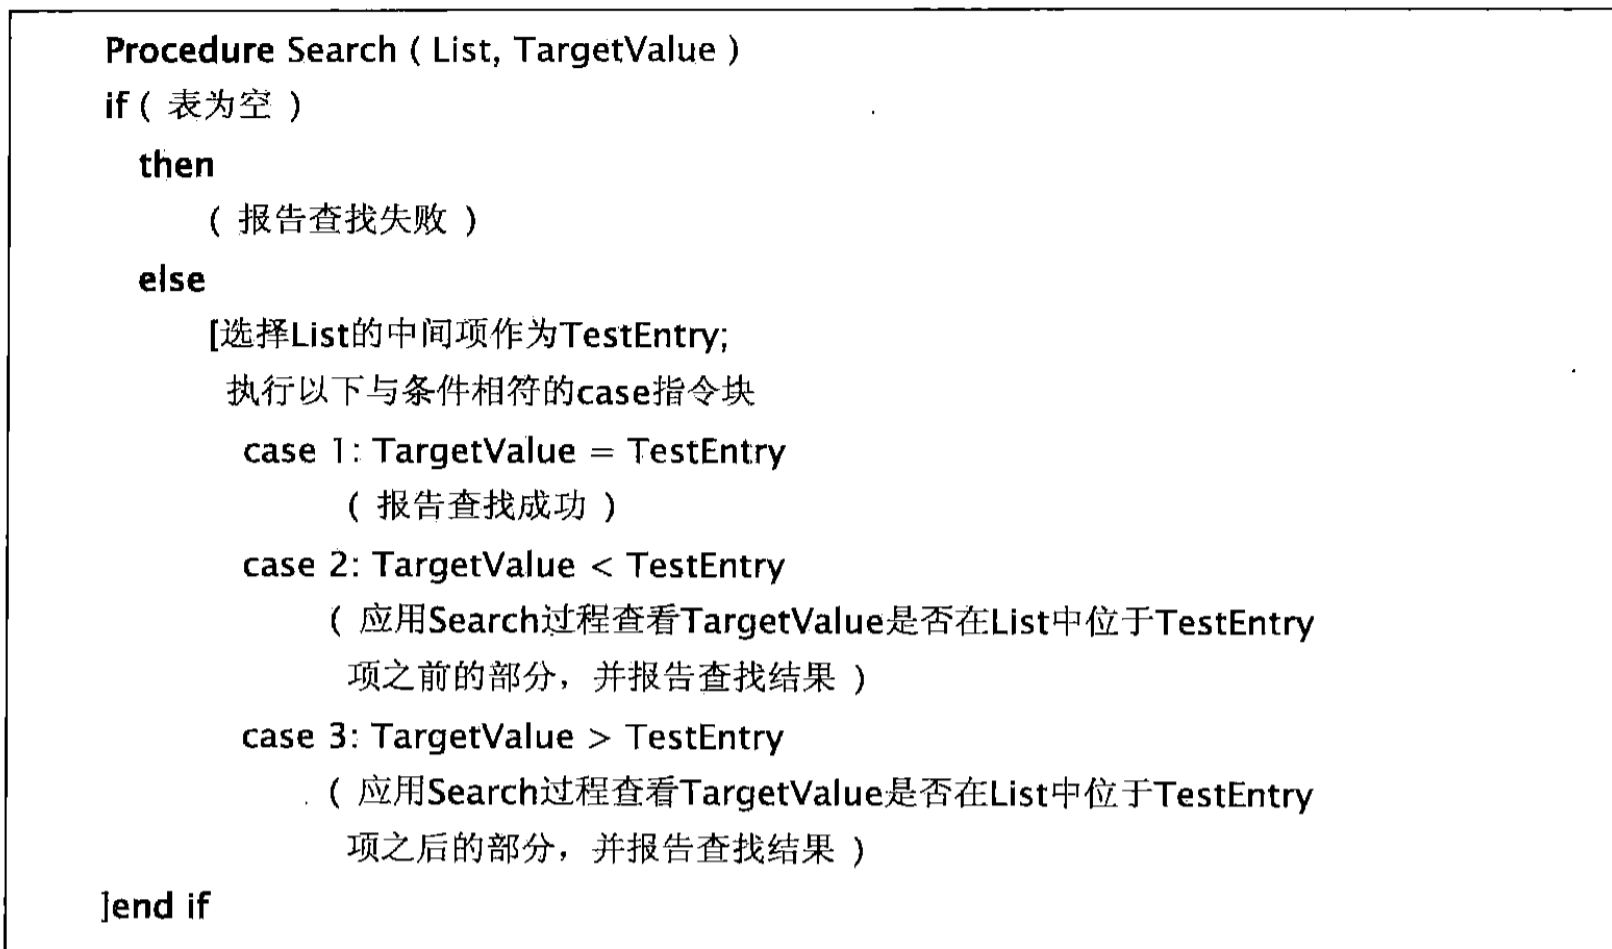 Procedure Search ( List, TargetValue )
if ( 表为空 )
then
( 报告查找失败 )
else
[选择List的中间项作为TestEntry;
执行以下与条件相符的case指令块
case 1: TargetValue = TestEntry
( 报告查找成功 )
case 2: TargetValue < TestEntry
( 应用Search过程查看TargetValue是否在List中位于TestEntry
项之前的部分，并报告查找结果 )
case 3: TargetValue > TestEntry
( 应用Search过程查看TargetValue是否在List中位于TestEntry
项之后的部分，并报告查找结果 )
]end if